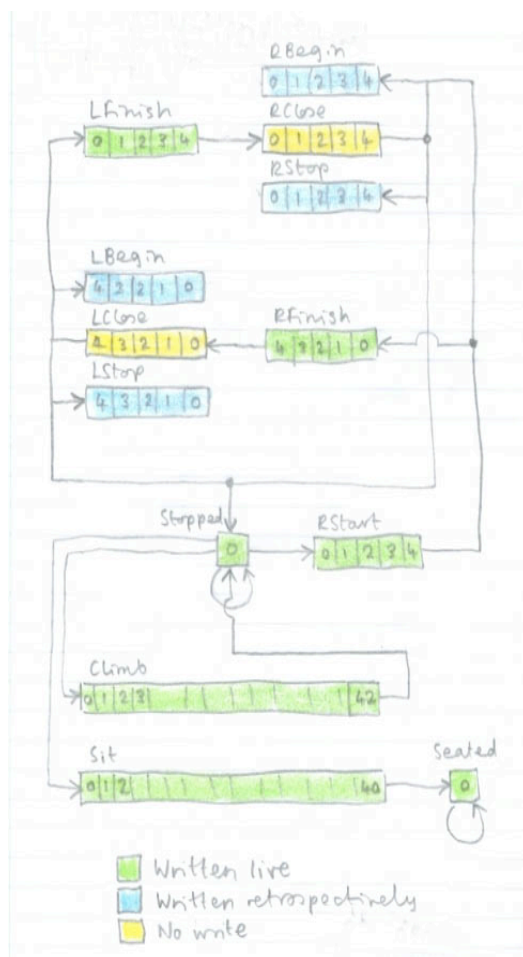 RBegin
0 1 2 3 4
LFinish
0 1 2 3 4
RClose
0 1 2 3 4
RStop
0 1 2 3 4
LBegin
4 2 2 1 0
LClose
4 3 2 1 0
RFinish
4 3 2 1 0
LStop
4 3 2 1 0
Stopped
0
RStart
0 1 2 3 4
Climb
0 1 2 3 42
Sit
0 1 2 40
Seated
0
Written live
Written retrospectively
No write